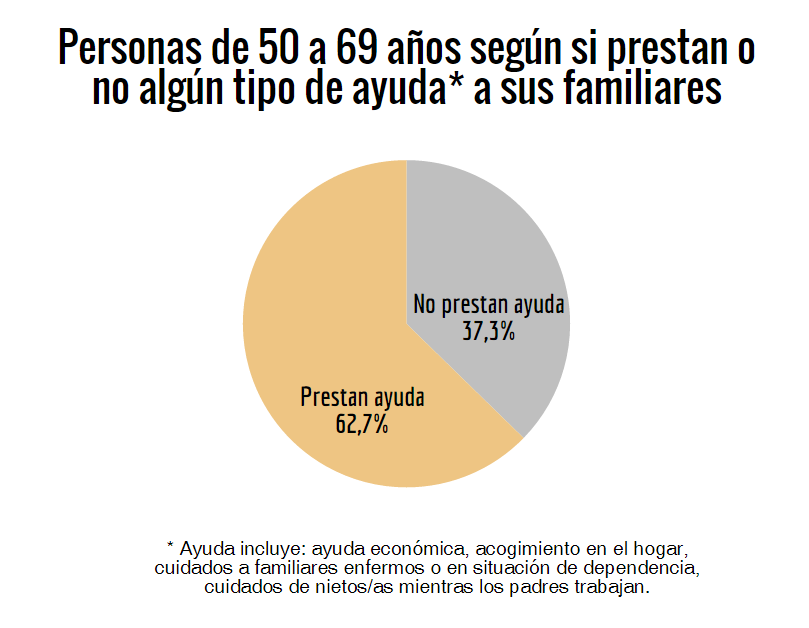 Personas de 50 a 69 años según si prestan o
no algún tipo de ayuda* a sus familiares
No prestan ayuda
37,3%
Prestan ayuda
62,7%
* Ayuda incluye: ayuda económica, acogimiento en el hogar,
cuidados a familiares enfermos o en situación de dependencia,
cuidados de nietos/as mientras los padres trabajan.